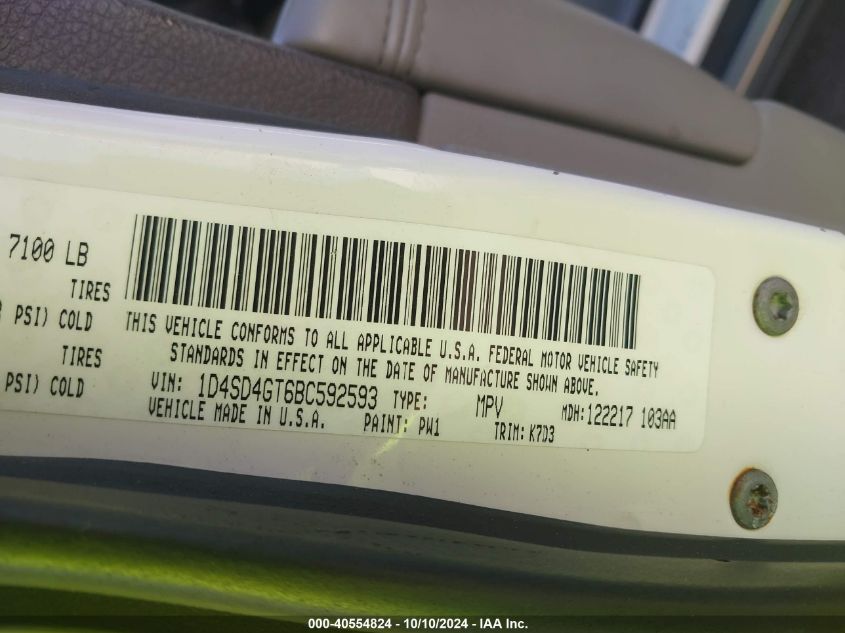 7100 LB
TIRES
PSI) COLD
TIRES
PSI) COLD
THIS VEHICLE CONFORMS TO ALL APPLICABLE U.S.A. FEDERAL MOTOR VEHICLE SAFETY
STANDARDS IN EFFECT ON THE DATE OF MANUFACTURE SHOWN ABOVE.
VIN: 1D4SD4GT6BC592593 TYPE: MPV MDH:122217 103AA
VEHICLE MADE IN U.S.A. PAINT: PW1 TRIM:K7D3
000-40554824 - 10/10/2024 - IAA Inc.